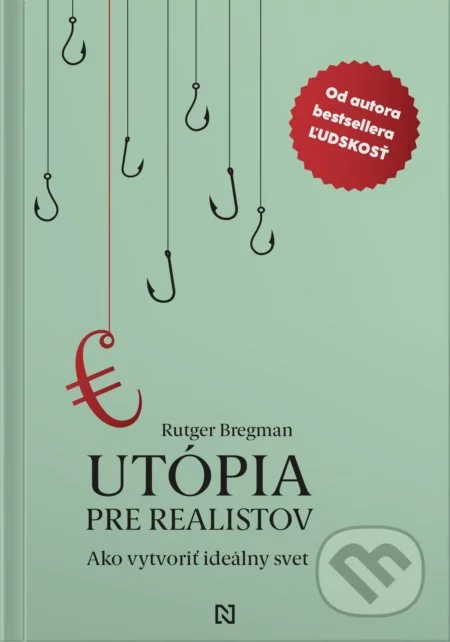 Od autora
bestsellera
ĽUDSKOSŤ
€
Rutger Bregman
UTÓPIA
PRE REALISTOV
Ako vytvoriť ideálny svet
N
m